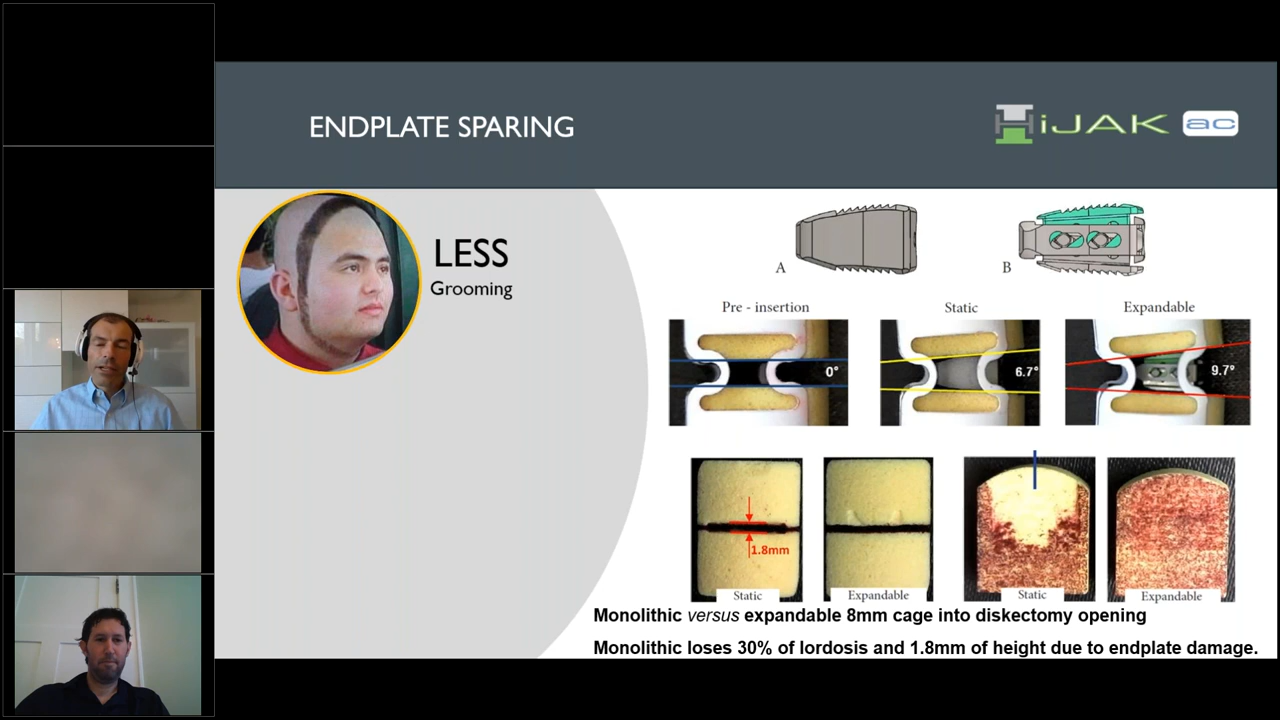 ENDPLATE SPARING
HiJAK ac
LESS
Grooming
A
B
Pre - insertion
Static
Expandable
0°
6.7°
9.7°
1.8mm
Static
Expandable
Static
Expandable
Monolithic versus expandable 8mm cage into diskectomy opening
Monolithic loses 30% of lordosis and 1.8mm of height due to endplate damage.